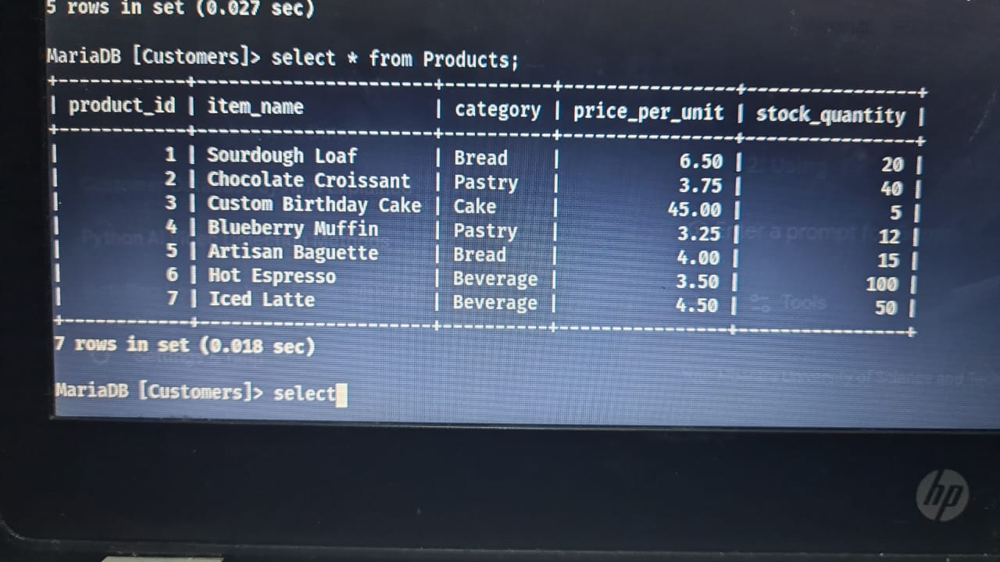 5 rows in set (0.027 sec)
MariaDB [Customers]> select * from Products;
+------------+----------------------+----------+----------------+----------------+
| product_id | item_name | category | price_per_unit | stock_quantity |
+------------+----------------------+----------+----------------+----------------+
| 1 | Sourdough Loaf | Bread | 6.50 | 20 |
| 2 | Chocolate Croissant | Pastry | 3.75 | 40 |
| 3 | Custom Birthday Cake | Cake | 45.00 | 5 |
| 4 | Blueberry Muffin | Pastry | 3.25 | 12 |
| 5 | Artisan Baguette | Bread | 4.00 | 15 |
| 6 | Hot Espresso | Beverage | 3.50 | 100 |
| 7 | Iced Latte | Beverage | 4.50 | 50 |
+------------+----------------------+----------+----------------+----------------+
7 rows in set (0.018 sec)
MariaDB [Customers]> select
Tools
hp